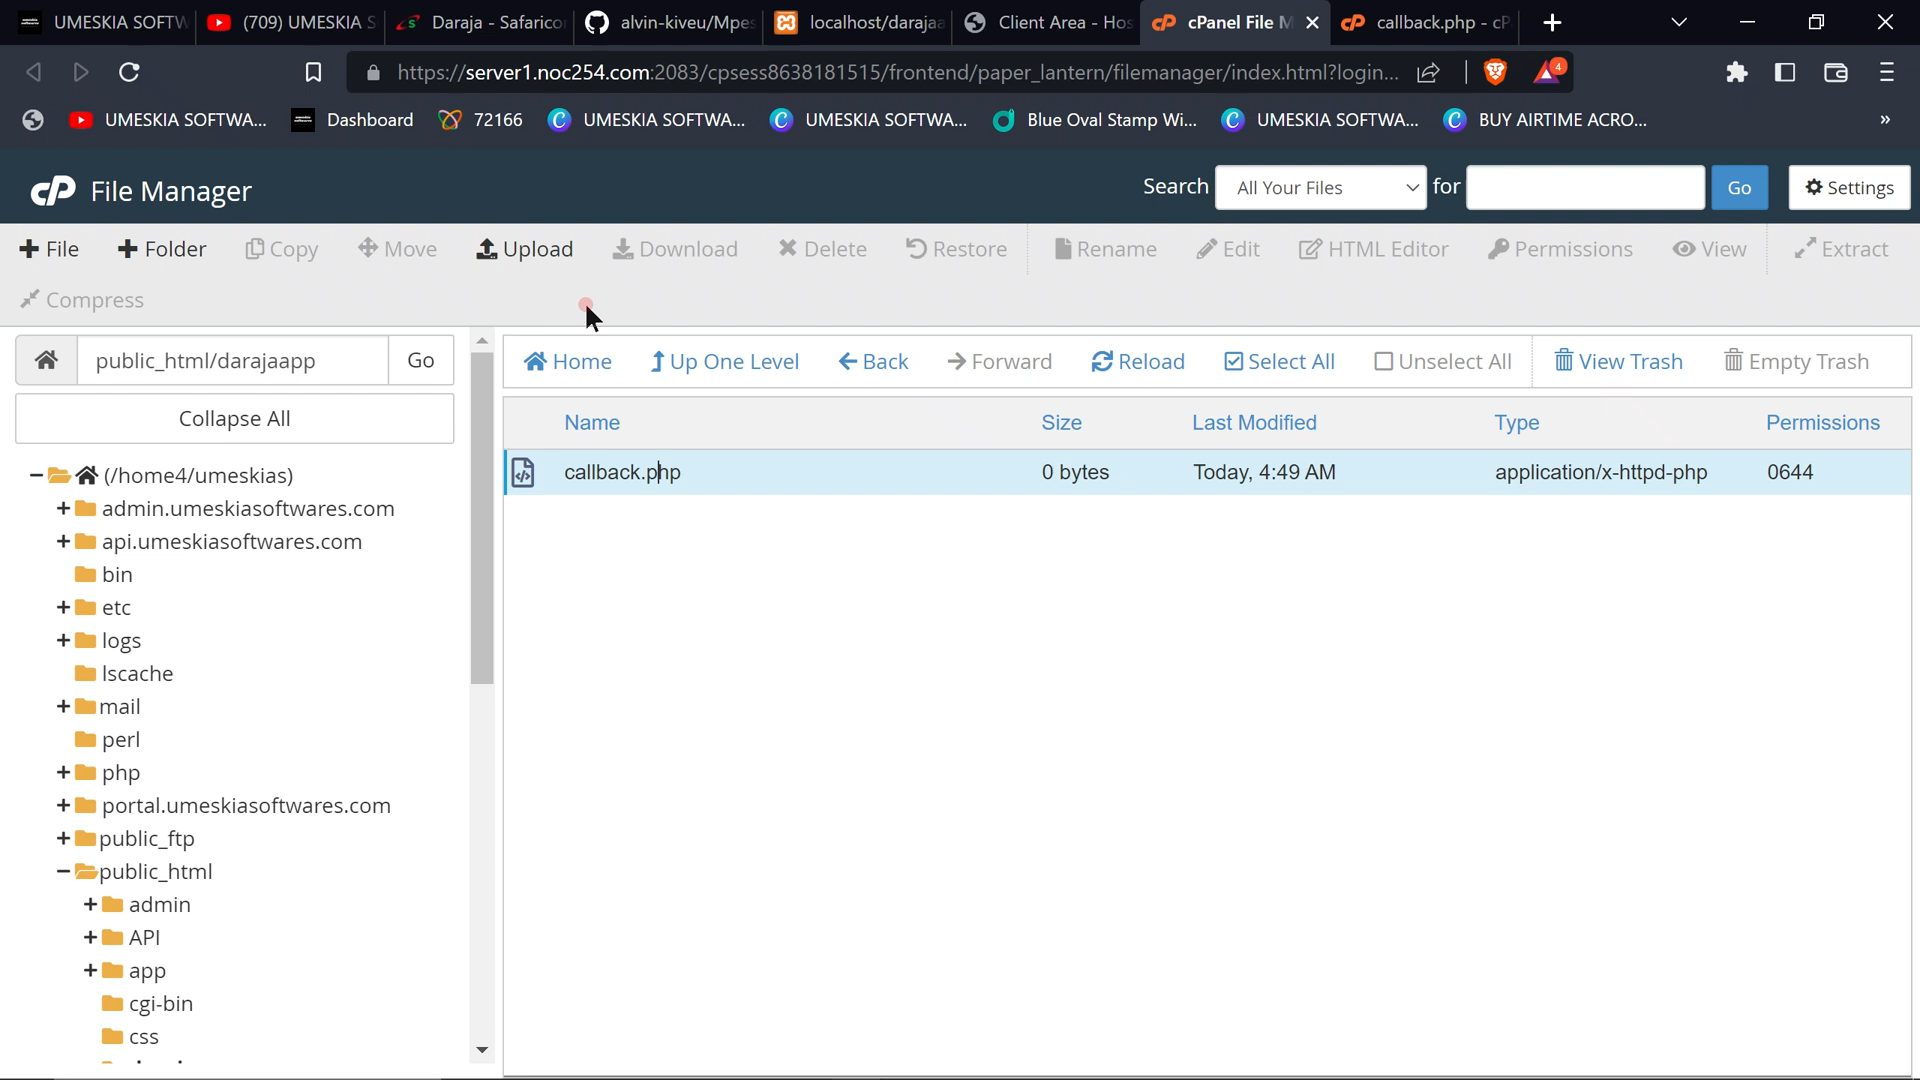 UMESKIA SOFTW
(709) UMESKIA S
Daraja - Safarico
alvin-kiveu/Mpes
localhost/darajaa
Client Area - Hos
cPanel File M
callback.php - cP
https://server1.noc254.com:2083/cpsess8638181515/frontend/paper_lantern/filemanager/index.html?login...
4
UMESKIA SOFTWA...
Dashboard
72166
UMESKIA SOFTWA...
UMESKIA SOFTWA...
Blue Oval Stamp Wi...
UMESKIA SOFTWA...
BUY AIRTIME ACRO...
»
cP File Manager
Search All Your Files for Go Settings
+ File
+ Folder
Copy
Move
Upload
Download
Delete
Restore
Rename
Edit
HTML Editor
Permissions
View
Extract
Compress
public_html/darajaapp Go
Home
Up One Level
Back
Forward
Reload
Select All
Unselect All
View Trash
Empty Trash
Collapse All
Name Size Last Modified Type Permissions
callback.php 0 bytes Today, 4:49 AM application/x-httpd-php 0644
(/home4/umeskias)
admin.umeskiasoftwares.com
api.umeskiasoftwares.com
bin
etc
logs
lscache
mail
perl
php
portal.umeskiasoftwares.com
public_ftp
public_html
admin
API
app
cgi-bin
css